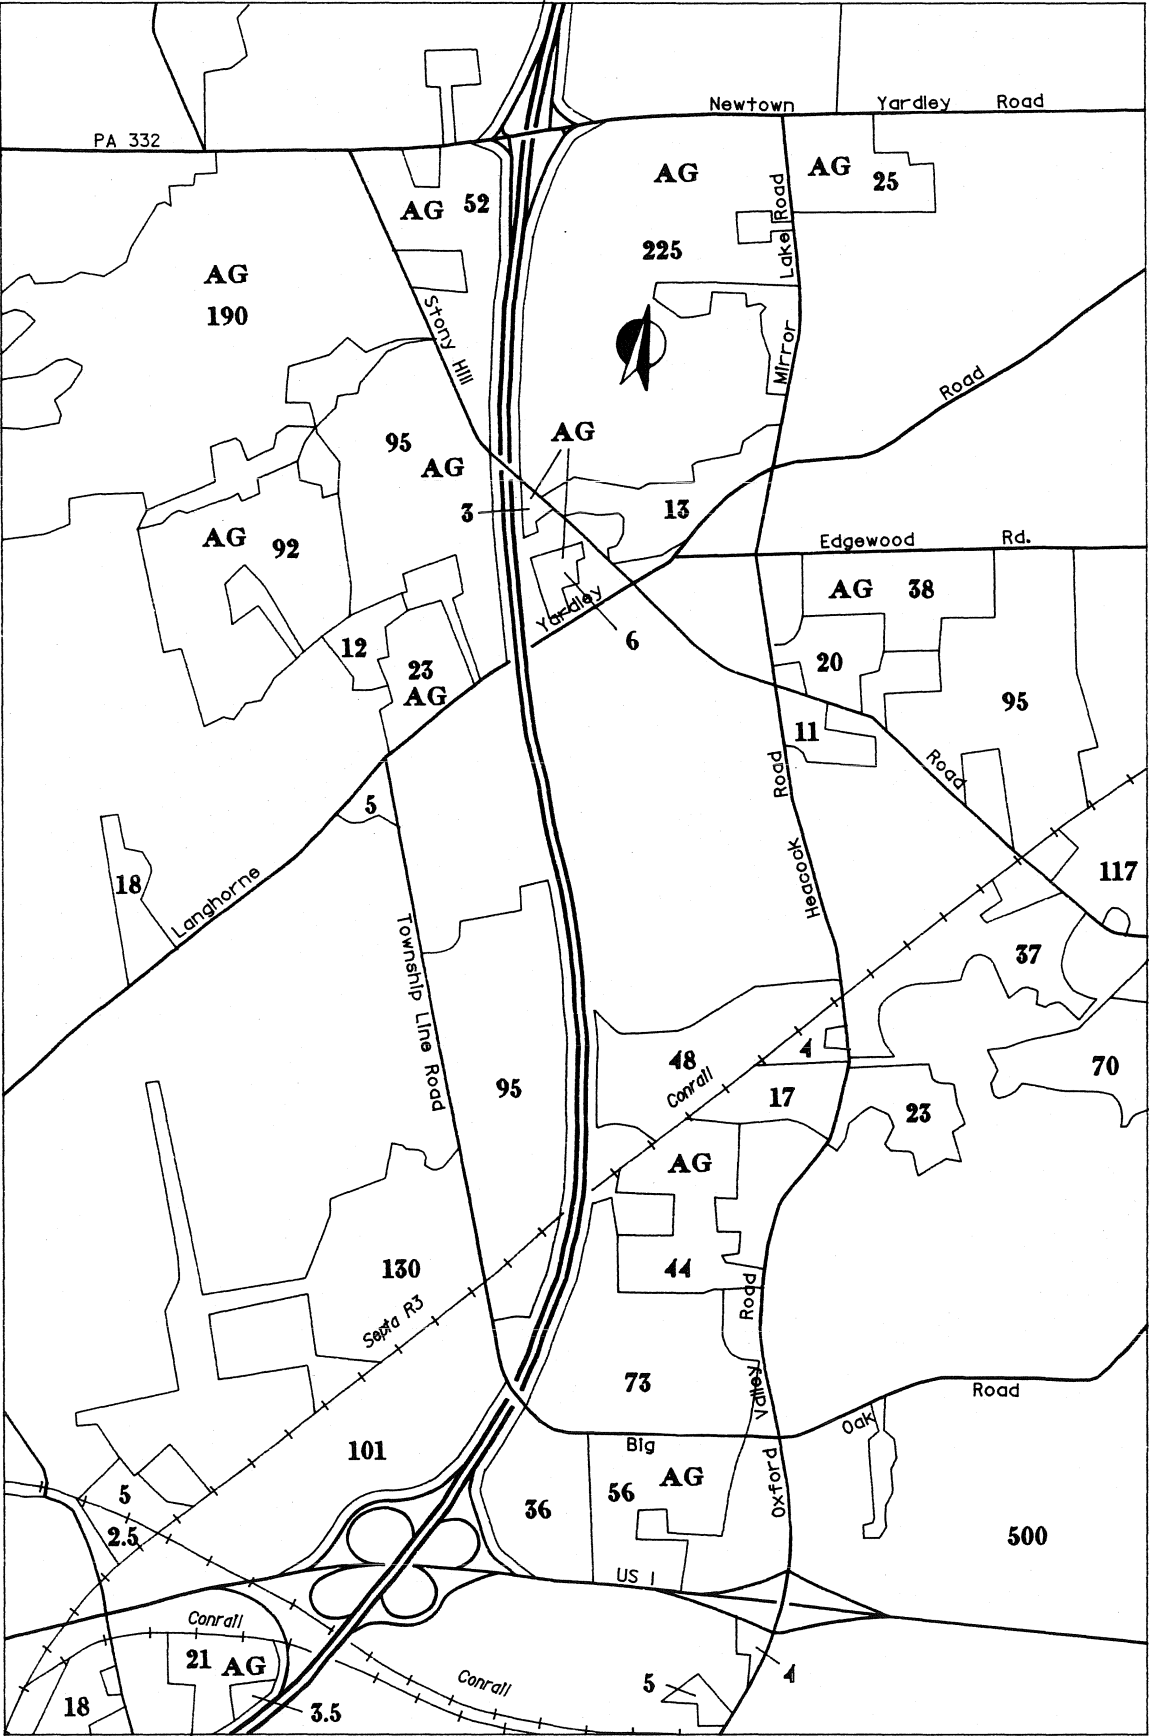 Newtown Yardley Road
PA 332
AG
AG 25
AG 52
Lake Road
225
AG
190
Stony Hill
Mirror
Road
AG
95
AG
3
13
AG 92
Edgewood Rd.
AG 38
Yardley
6
12
23
AG
20
95
11
Road
Road
5
18
Langhorne
Heacock
117
Township Line Road
37
48
4
Conrail
17
70
95
23
AG
130
44
Septa R3
Road
73
Valley
Road
Oak
Big
101
AG
56
Oxford
36
5
2.5
500
US 1
Conrail
21 AG
18
3.5
Conrail
5
4